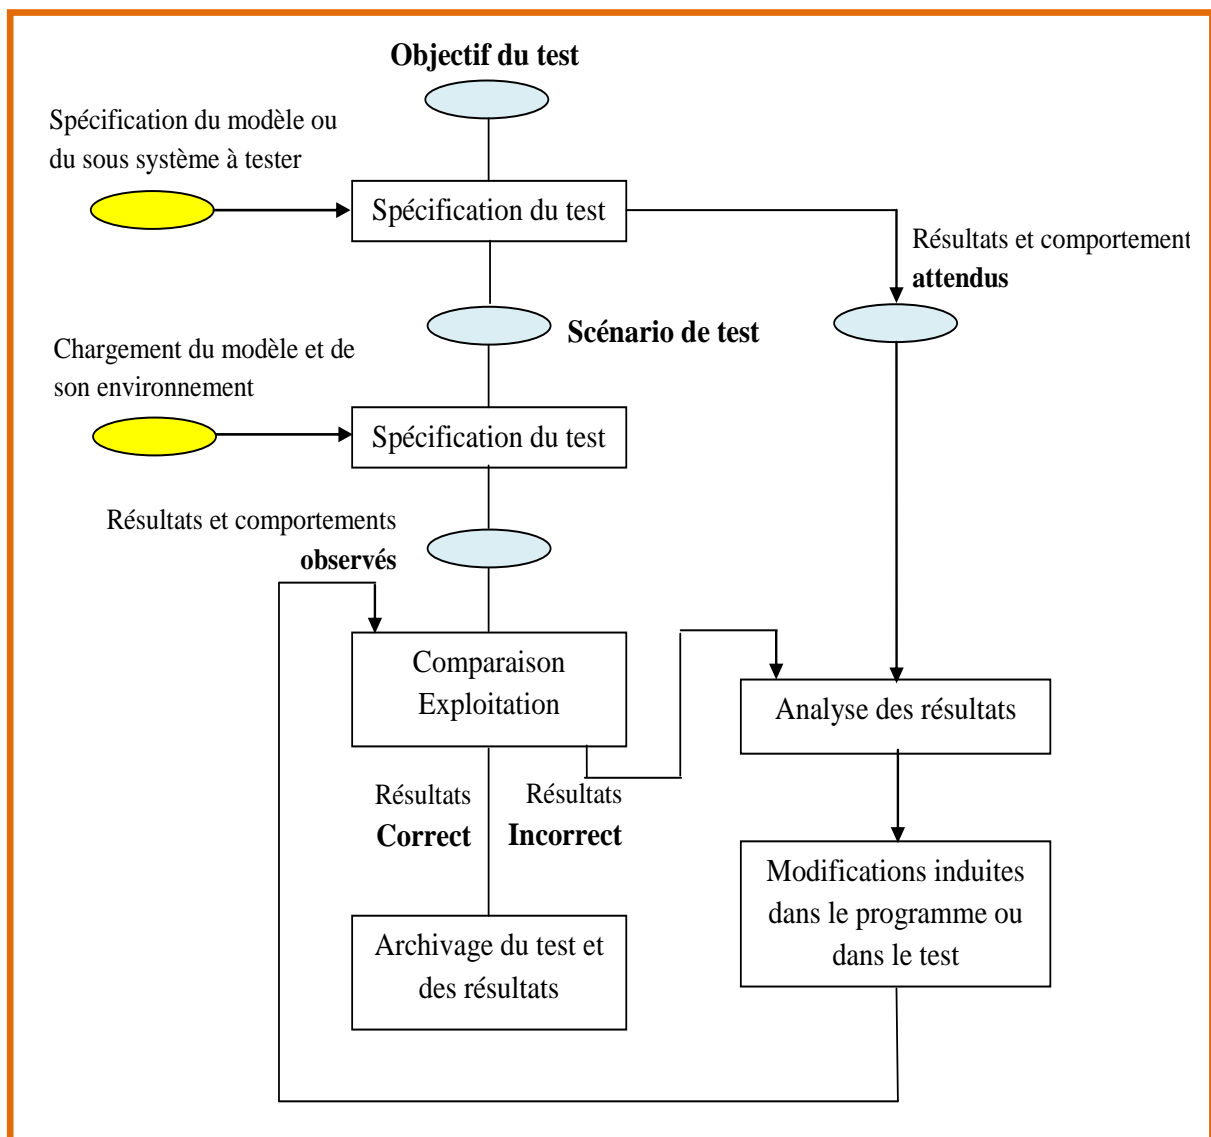 Objectif du test
Spécification du modèle ou
du sous système à tester
Spécification du test
Résultats et comportement
attendus
Scénario de test
Chargement du modèle et de
son environnement
Spécification du test
Résultats et comportements
observés
Comparaison
Exploitation
Analyse des résultats
Résultats
Correct
Résultats
Incorrect
Modifications induites
dans le programme ou
dans le test
Archivage du test et
des résultats